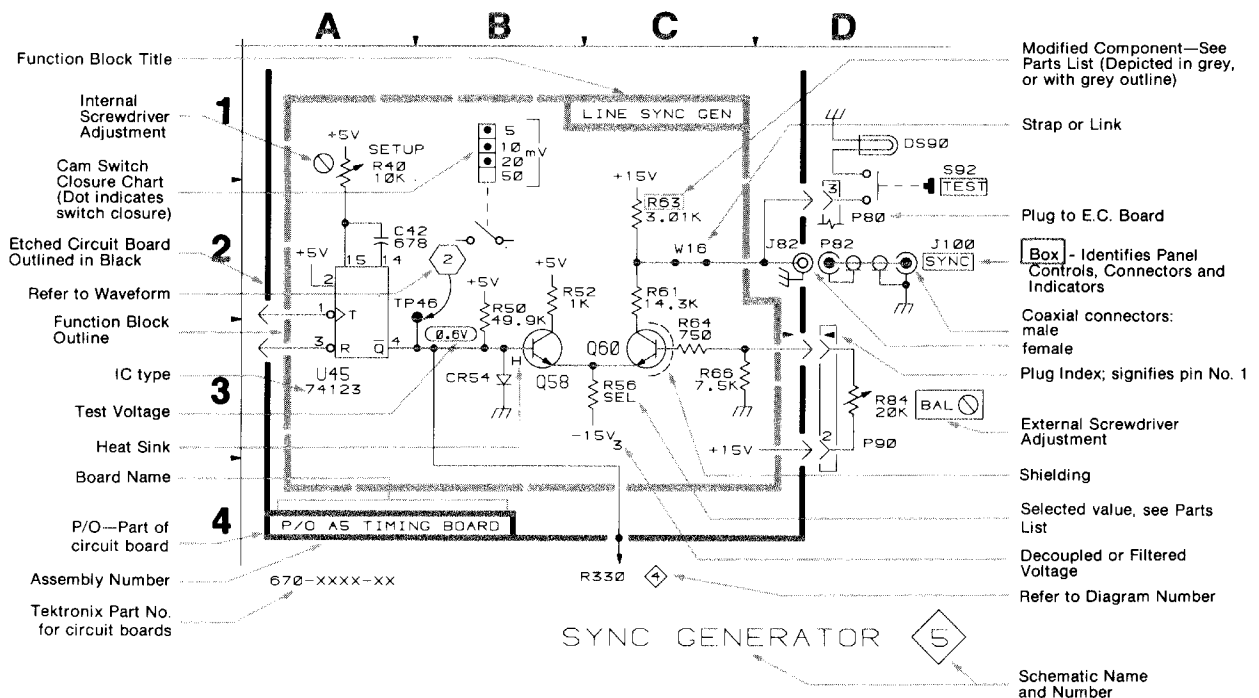 A
B
C
D
1
2
3
4
Function Block Title
Internal
Screwdriver
Adjustment
Cam Switch
Closure Chart
(Dot indicates
switch closure)
Etched Circuit Board
Outlined in Black
Refer to Waveform
Function Block
Outline
IC type
Test Voltage
Heat Sink
Board Name
P/O—Part of
circuit board
Assembly Number
Tektronix Part No.
for circuit boards
LINE SYNC GEN
+5V
SETUP
R40
10K
5
10
20
50
mV
C42
678
+5V
15
14
2
1
T
3
R
Q̅
4
U45
74123
2
TP46
0.6V
R50
49.9K
+5V
+5V
R52
1K
H
CR54
Q58
Q60
+15V
R63
3.01K
W16
R61
14.3K
R64
750
R66
7.5K
R56
SEL
-15V
3
+15V
J82
P82
3
P80
DS90
S92
TEST
J100
SYNC
R84
20K
BAL
2
P90
P/O A5 TIMING BOARD
670-XXXX-XX
R330
4
SYNC GENERATOR
5
Modified Component—See
Parts List (Depicted in grey,
or with grey outline)
Strap or Link
Plug to E.C. Board
Box - Identifies Panel
Controls, Connectors and
Indicators
Coaxial connectors:
male
female
Plug Index; signifies pin No. 1
External Screwdriver
Adjustment
Shielding
Selected value, see Parts
List
Decoupled or Filtered
Voltage
Refer to Diagram Number
Schematic Name
and Number